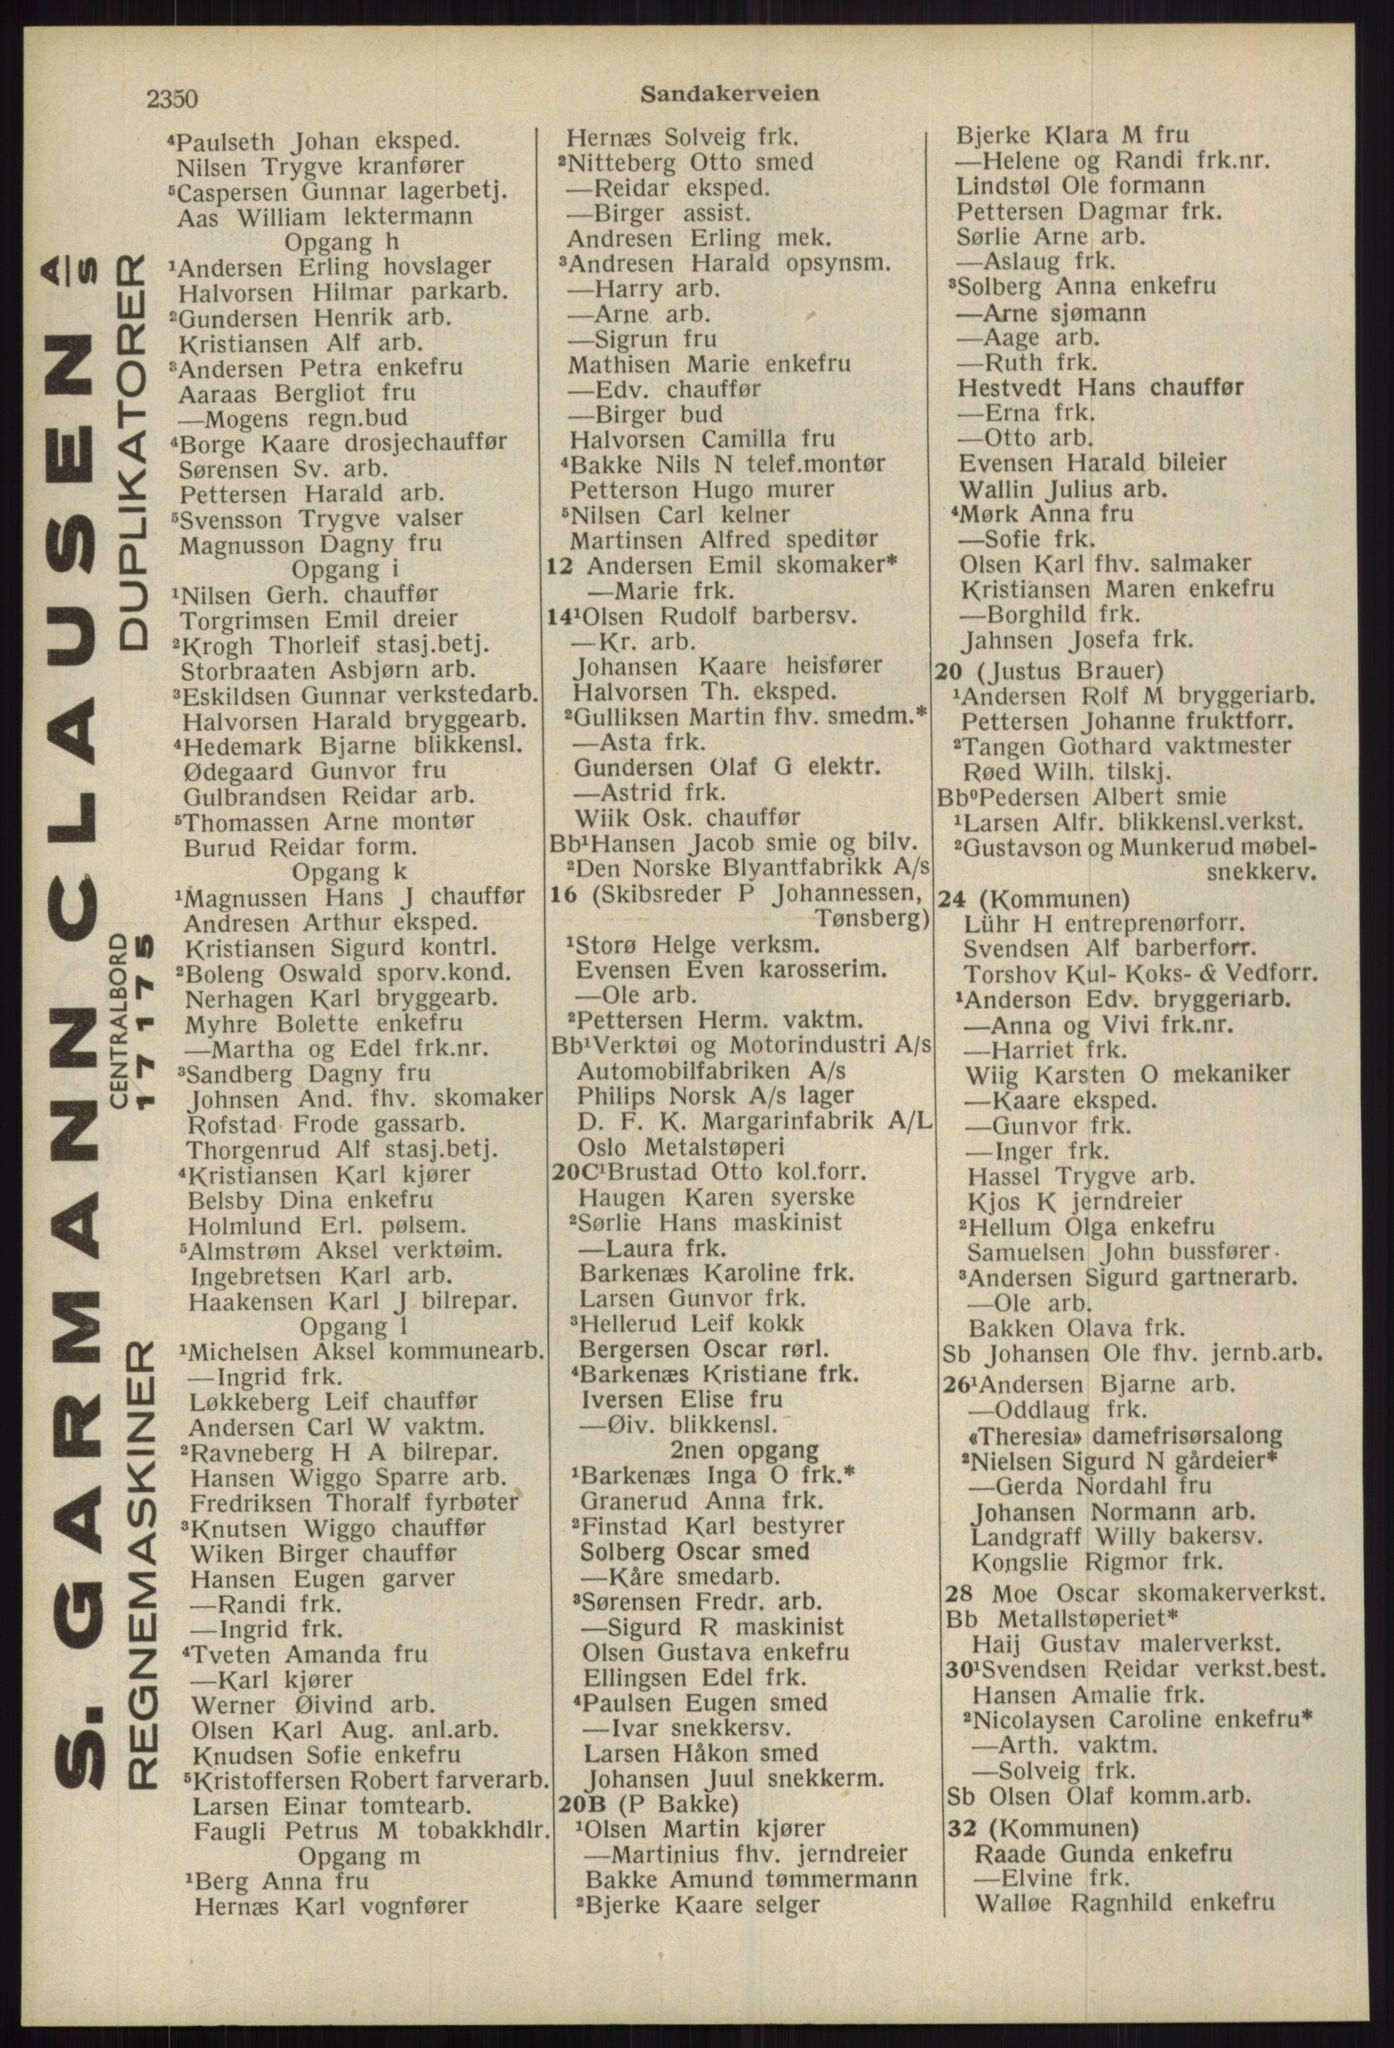 2350
Sandakerveien
S. GARMANN CLAUSEN A/S
REGNEMASKINER
CENTRALBORD
17175
DUPLIKATORER
⁴Paulseth Johan eksped.
Nilsen Trygve kranfører
⁵Caspersen Gunnar lagerbetj.
Aas William lektermann
Opgang h
¹Andersen Erling hovslager
Halvorsen Hilmar parkarb.
²Gundersen Henrik arb.
Kristiansen Alf arb.
³Andersen Petra enkefru
Aaraas Bergliot fru
—Mogens regn.bud
⁴Borge Kaare drosjechauffør
Sørensen Sv. arb.
Pettersen Harald arb.
⁵Svensson Trygve valser
Magnusson Dagny fru
Opgang i
¹Nilsen Gerh. chauffør
Torgrimsen Emil dreier
²Krogh Thorleif stasj.betj.
Storbraaten Asbjørn arb.
³Eskildsen Gunnar verkstedarb.
Halvorsen Harald bryggearb.
⁴Hedemark Bjarne blikkensl.
Ødegaard Gunvor fru
Gulbrandsen Reidar arb.
⁵Thomassen Arne montør
Burud Reidar form.
Opgang k
¹Magnussen Hans J chauffør
Andresen Arthur eksped.
Kristiansen Sigurd kontrl.
²Boleng Oswald sporv.kond.
Nerhagen Karl bryggearb.
Myhre Bolette enkefru
—Martha og Edel frk.nr.
³Sandberg Dagny fru
Johnsen And. fhv. skomaker
Rofstad Frode gassarb.
Thorgenrud Alf stasj.betj.
⁴Kristiansen Karl kjører
Belsby Dina enkefru
Holmlund Erl. pølsem.
⁵Almstrøm Aksel verktøim.
Ingebretsen Karl arb.
Haakensen Karl J bilrepar.
Opgang l
¹Michelsen Aksel kommunearb.
—Ingrid frk.
Løkkeberg Leif chauffør
Andersen Carl W vaktm.
²Ravneberg H A bilrepar.
Hansen Wiggo Sparre arb.
Fredriksen Thoralf fyrbøter
³Knutsen Wiggo chauffør
Wiken Birger chauffør
Hansen Eugen garver
—Randi frk.
—Ingrid frk.
⁴Tveten Amanda fru
—Karl kjører
Werner Øivind arb.
Olsen Karl Aug. anl.arb.
Knudsen Sofie enkefru
⁵Kristoffersen Robert farverarb.
Larsen Einar tomtearb.
Faugli Petrus M tobakkhdlr.
Opgang m
¹Berg Anna fru
Hernæs Karl vognfører
Hernæs Solveig frk.
²Nitteberg Otto smed
—Reidar eksped.
—Birger assist.
Andresen Erling mek.
³Andresen Harald opsynsm.
—Harry arb.
—Arne arb.
—Sigrun fru
Mathisen Marie enkefru
—Edv. chauffør
—Birger bud
Halvorsen Camilla fru
⁴Bakke Nils N telef.montør
Petterson Hugo murer
⁵Nilsen Carl kelner
Martinsen Alfred speditør
12 Andersen Emil skomaker*
—Marie frk.
14¹Olsen Rudolf barbersv.
—Kr. arb.
Johansen Kaare heisfører
Halvorsen Th. eksped.
²Gulliksen Martin fhv. smedm.*
—Asta frk.
Gundersen Olaf G elektr.
—Astrid frk.
Wiik Osk. chauffør
Bb¹Hansen Jacob smie og bilv.
²Den Norske Blyantfabrikk A/s
16 (Skibsreder P Johannessen,
Tønsberg)
¹Storø Helge verksm.
Evensen Even karosserim.
—Ole arb.
²Pettersen Herm. vaktm.
Bb¹Verktøi og Motorindustri A/s
Automobilfabriken A/s
Philips Norsk A/s lager
D. F. K. Margarinfabrik A/L
Oslo Metalstøperi
20C¹Brustad Otto kol.forr.
Haugen Karen syerske
²Sørlie Hans maskinist
—Laura frk.
Barkenæs Karoline frk.
Larsen Gunvor frk.
³Hellerud Leif kokk
Bergersen Oscar rørl.
⁴Barkenæs Kristiane frk.
Iversen Elise fru
—Øiv. blikkensl.
2nen opgang
¹Barkenæs Inga O frk.*
Granerud Anna frk.
²Finstad Karl bestyrer
Solberg Oscar smed
—Kåre smedarb.
³Sørensen Fredr. arb.
—Sigurd R maskinist
Olsen Gustava enkefru
Ellingsen Edel frk.
⁴Paulsen Eugen smed
—Ivar snekkersv.
Larsen Håkon smed
Johansen Juul snekkerm.
20B (P Bakke)
¹Olsen Martin kjører
—Martinius fhv. jerndreier
Bakke Amund tømmermann
²Bjerke Kaare selger
Bjerke Klara M fru
—Helene og Randi frk.nr.
Lindstøl Ole formann
Pettersen Dagmar frk.
Sørlie Arne arb.
—Aslaug frk.
³Solberg Anna enkefru
—Arne sjømann
—Aage arb.
—Ruth frk.
Hestvedt Hans chauffør
—Erna frk.
—Otto arb.
Evensen Harald bileier
Wallin Julius arb.
⁴Mørk Anna fru
—Sofie frk.
Olsen Karl fhv. salmaker
Kristiansen Maren enkefru
—Borghild frk.
Jahnsen Josefa frk.
20 (Justus Brauer)
¹Andersen Rolf M bryggeriarb.
Pettersen Johanne fruktforr.
²Tangen Gothard vaktmester
Røed Wilh. tilskj.
Bb⁰Pedersen Albert smie
¹Larsen Alfr. blikkensl.verkst.
²Gustavson og Munkerud møbel-
snekkerv.
24 (Kommunen)
Lühr H entreprenørforr.
Svendsen Alf barberforr.
Torshov Kul- Koks- & Vedforr.
¹Anderson Edv. bryggeriarb.
—Anna og Vivi frk.nr.
—Harriet frk.
Wiig Karsten O mekaniker
—Kaare eksped.
—Gunvor frk.
—Inger frk.
Hassel Trygve arb.
Kjos K jerndreier
²Hellum Olga enkefru
Samuelsen John bussfører
³Andersen Sigurd gartnerarb.
—Ole arb.
Bakken Olava frk.
Sb Johansen Ole fhv. jernb.arb.
26¹Andersen Bjarne arb.
—Oddlaug frk.
«Theresia» damefrisørsalong
²Nielsen Sigurd N gårdeier*
—Gerda Nordahl fru
Johansen Normann arb.
Landgraff Willy bakersv.
Kongslie Rigmor frk.
28 Moe Oscar skomakerverkst.
Bb Metallstøperiet*
Haij Gustav malerverkst.
30¹Svendsen Reidar verkst.best.
Hansen Amalie frk.
²Nicolaysen Caroline enkefru*
—Arth. vaktm.
—Solveig frk.
Sb Olsen Olaf komm.arb.
32 (Kommunen)
Raade Gunda enkefru
—Elvine frk.
Walløe Ragnhild enkefru